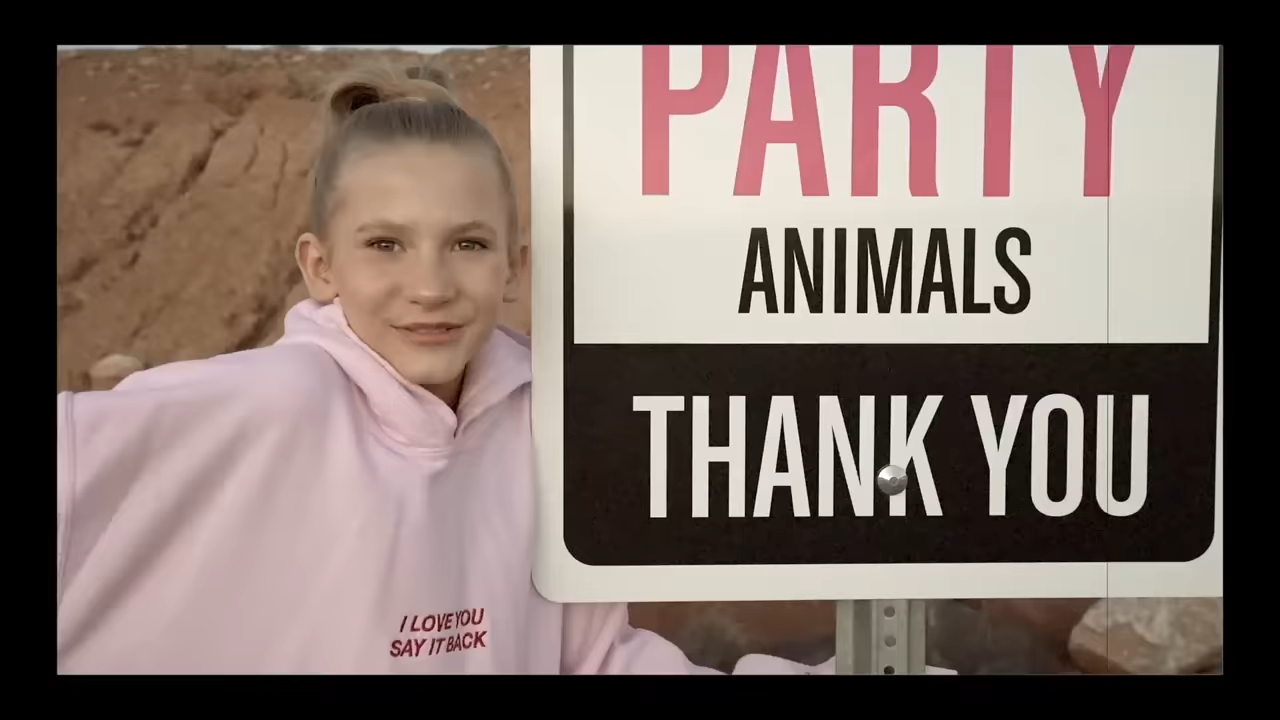 PARTY
ANIMALS
THANK YOU
I LOVE YOU
SAY IT BACK